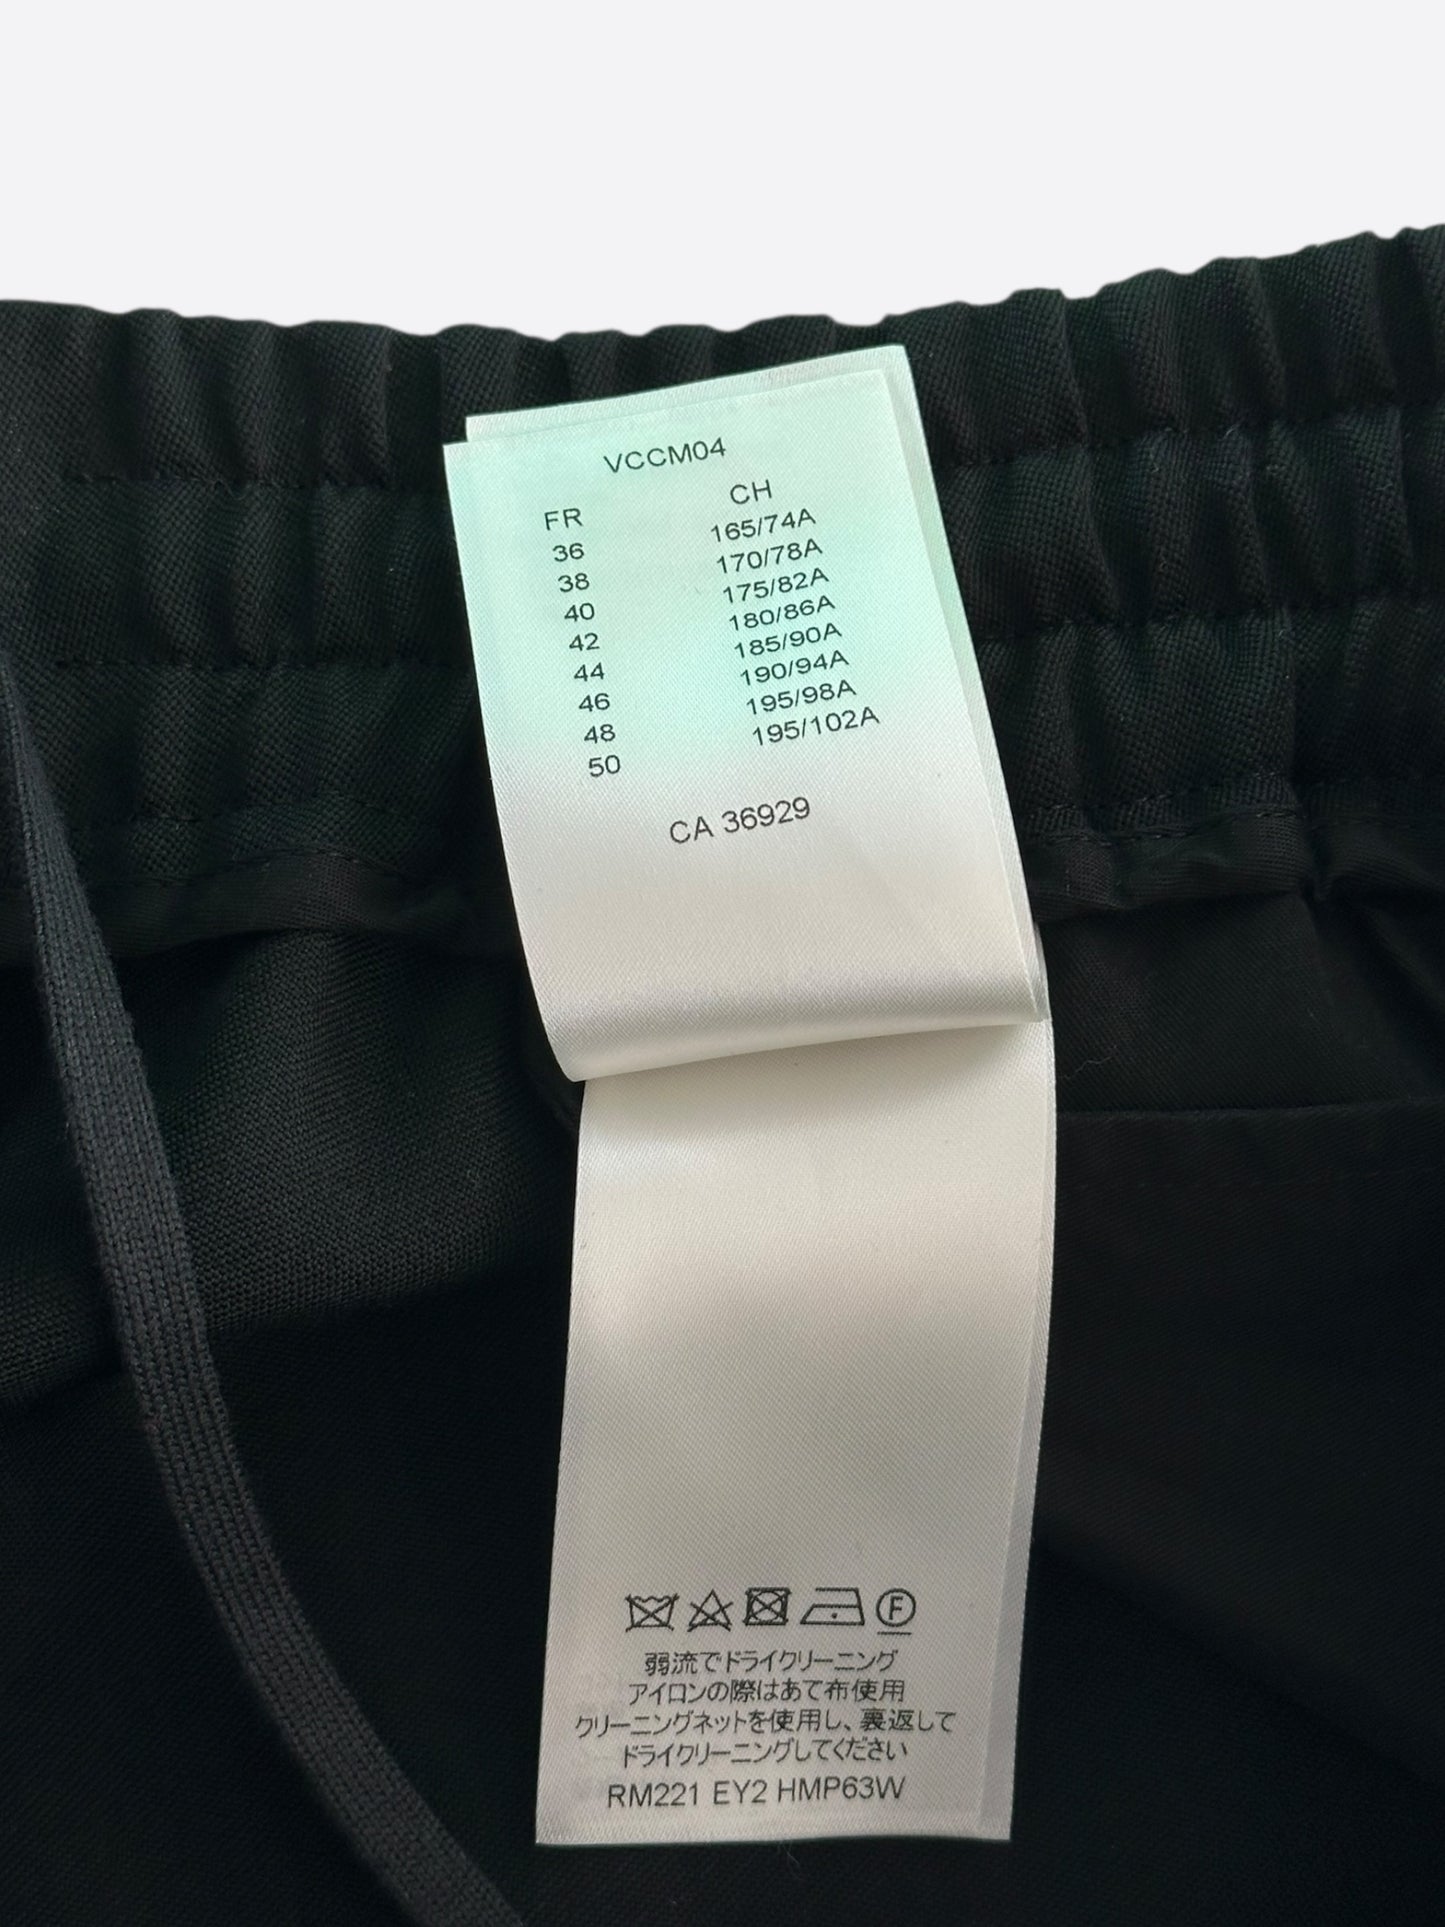 VCCM04
FR CH
36 165/74A
38 170/78A
40 175/82A
42 180/86A
44 185/90A
46 190/94A
48 195/98A
50 195/102A
CA 36929
F
弱流でドライクリーニング
アイロンの際はあて布使用
クリーニングネットを使用し、裏返して
ドライクリーニングしてください
RM221 EY2 HMP63W